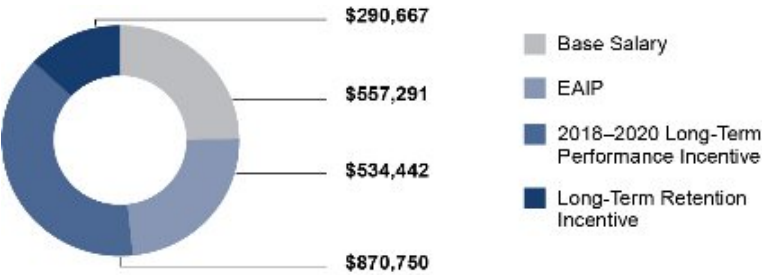 $290,667
$557,291
$534,442
$870,750
Base Salary
EAIP
2018–2020 Long-Term
Performance Incentive
Long-Term Retention
Incentive